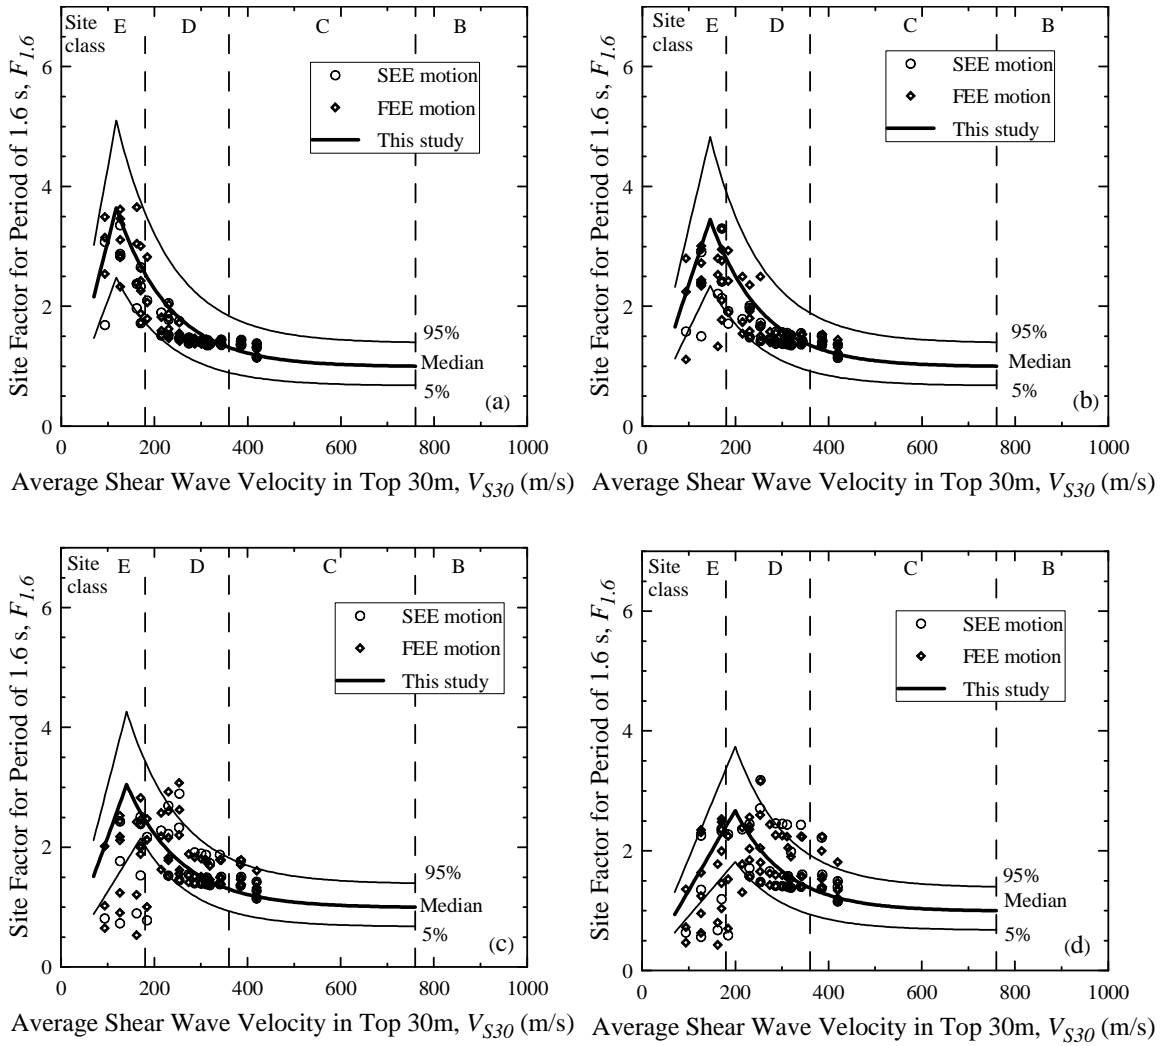 Site class E D C B
SEE motion
FEE motion
This study
95%
Median
5%
(a)
0 2 4 6
0 200 400 600 800 1000
Site Factor for Period of 1.6 s, F1.6
Average Shear Wave Velocity in Top 30m, VS30 (m/s)
Site class E D C B
SEE motion
FEE motion
This study
95%
Median
5%
(b)
0 2 4 6
0 200 400 600 800 1000
Site Factor for Period of 1.6 s, F1.6
Average Shear Wave Velocity in Top 30m, VS30 (m/s)
Site class E D C B
SEE motion
FEE motion
This study
95%
Median
5%
(c)
0 2 4 6
0 200 400 600 800 1000
Site Factor for Period of 1.6 s, F1.6
Average Shear Wave Velocity in Top 30m, VS30 (m/s)
Site class E D C B
SEE motion
FEE motion
This study
95%
Median
5%
(d)
0 2 4 6
0 200 400 600 800 1000
Site Factor for Period of 1.6 s, F1.6
Average Shear Wave Velocity in Top 30m, VS30 (m/s)